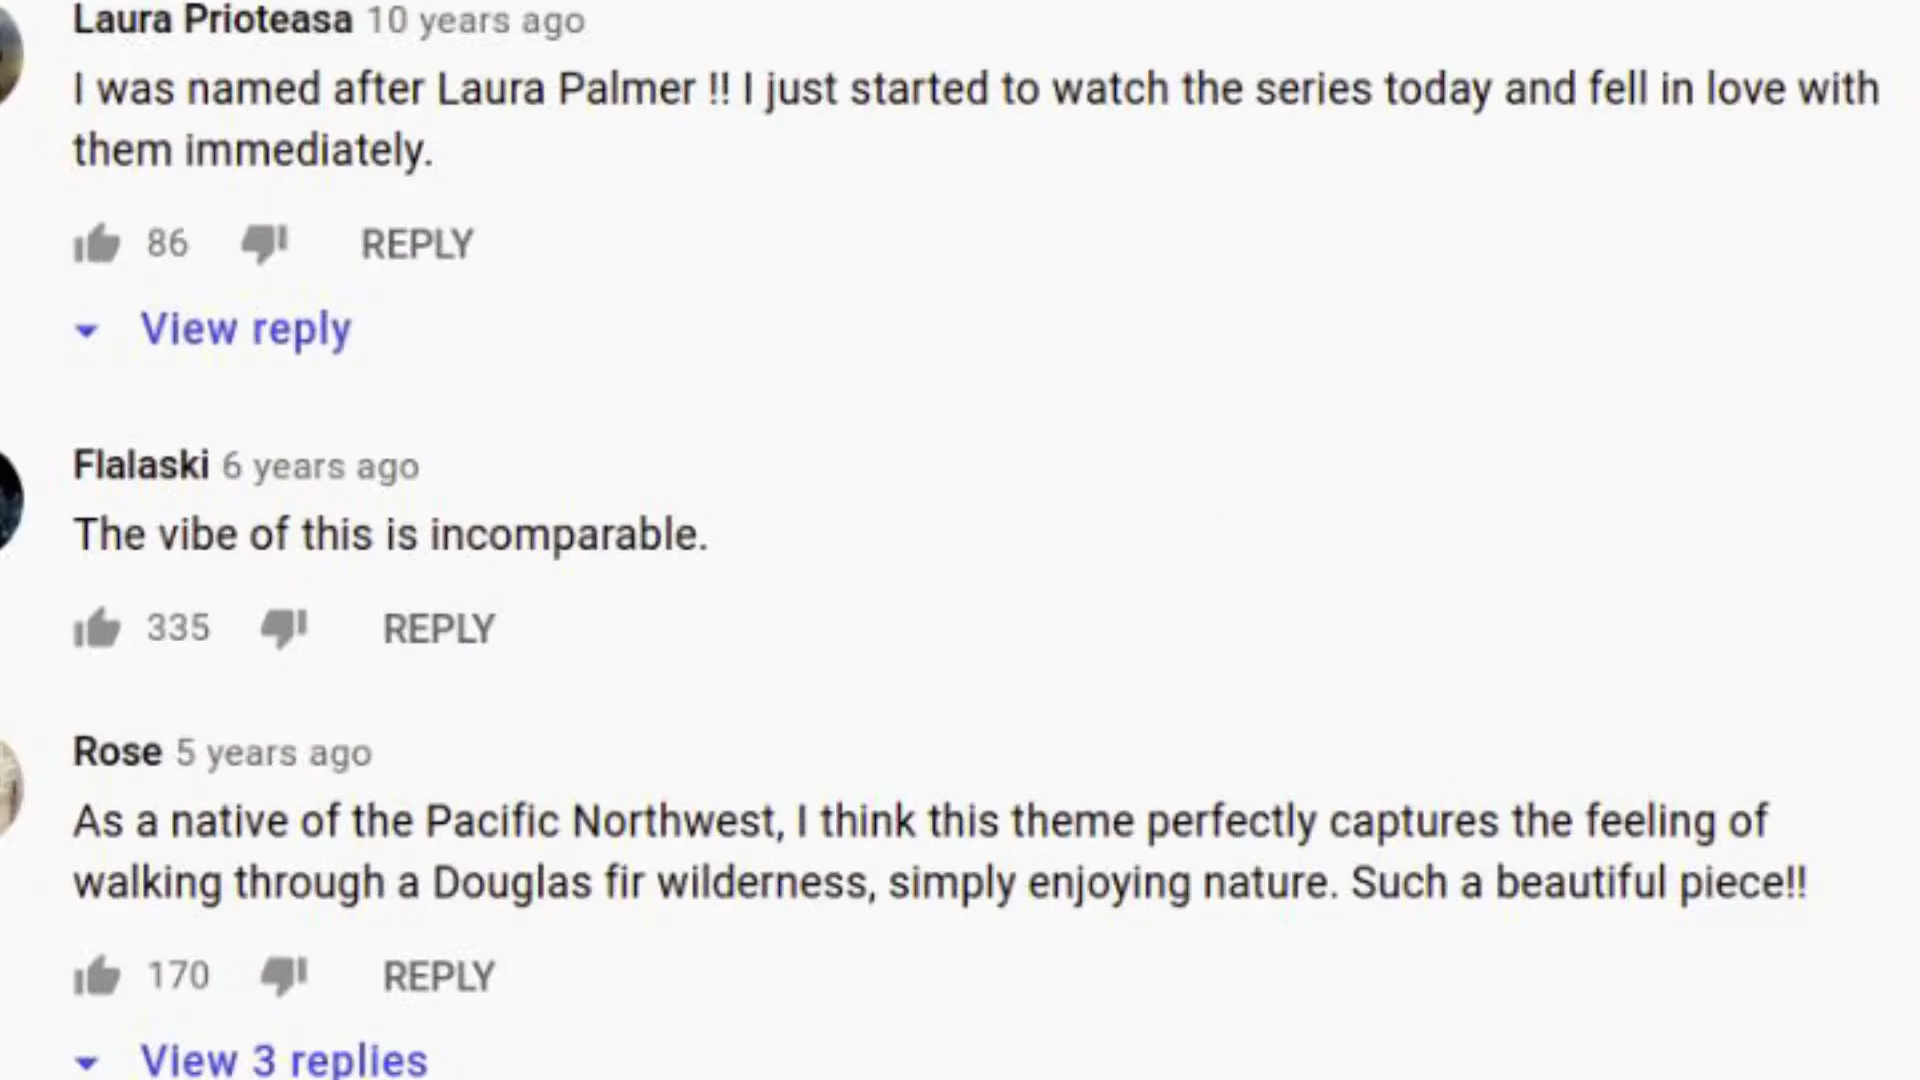 Laura Prioteasa 10 years ago
I was named after Laura Palmer !! I just started to watch the series today and fell in love with
them immediately.
86 REPLY
View reply
Flalaski 6 years ago
The vibe of this is incomparable.
335 REPLY
Rose 5 years ago
As a native of the Pacific Northwest, I think this theme perfectly captures the feeling of
walking through a Douglas fir wilderness, simply enjoying nature. Such a beautiful piece!!
170 REPLY
View 3 replies